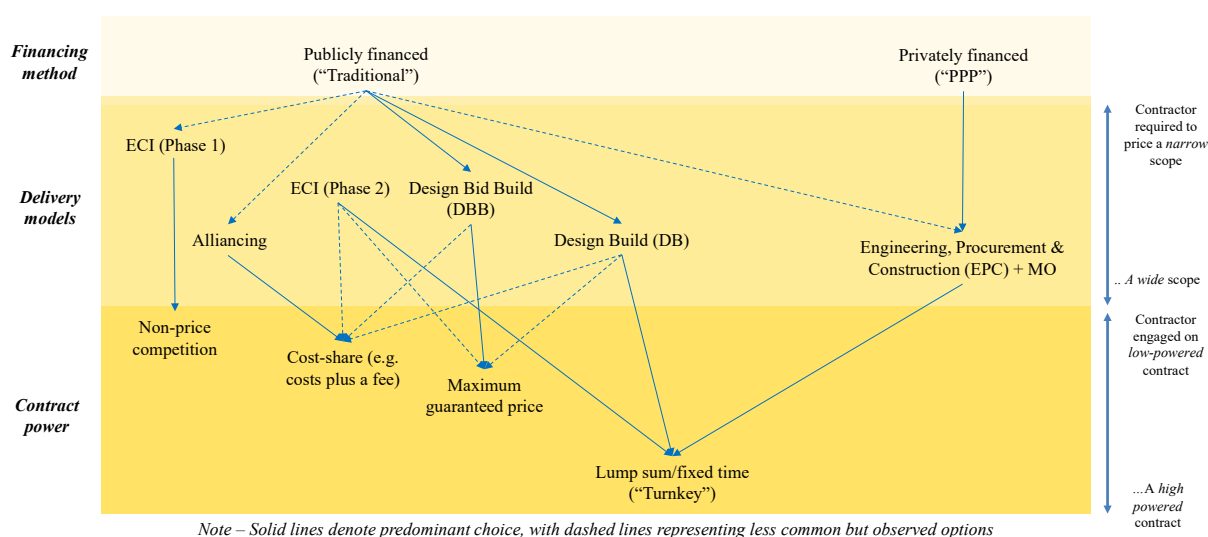 Financing
method
Publicly financed
(“Traditional”)
Privately financed
(“PPP”)
Contractor
required to
price a narrow
scope
ECI (Phase 1)
Delivery
models
ECI (Phase 2)
Design Bid Build
(DBB)
Alliancing
Design Build (DB)
Engineering, Procurement &
Construction (EPC) + MO
.. A wide scope
Contractor
engaged on
low-powered
contract
Non-price
competition
Cost-share (e.g.
costs plus a fee)
Maximum
guaranteed price
Contract
power
Lump sum/fixed time
(“Turnkey”)
...A high
powered
contract
Note – Solid lines denote predominant choice, with dashed lines representing less common but observed options